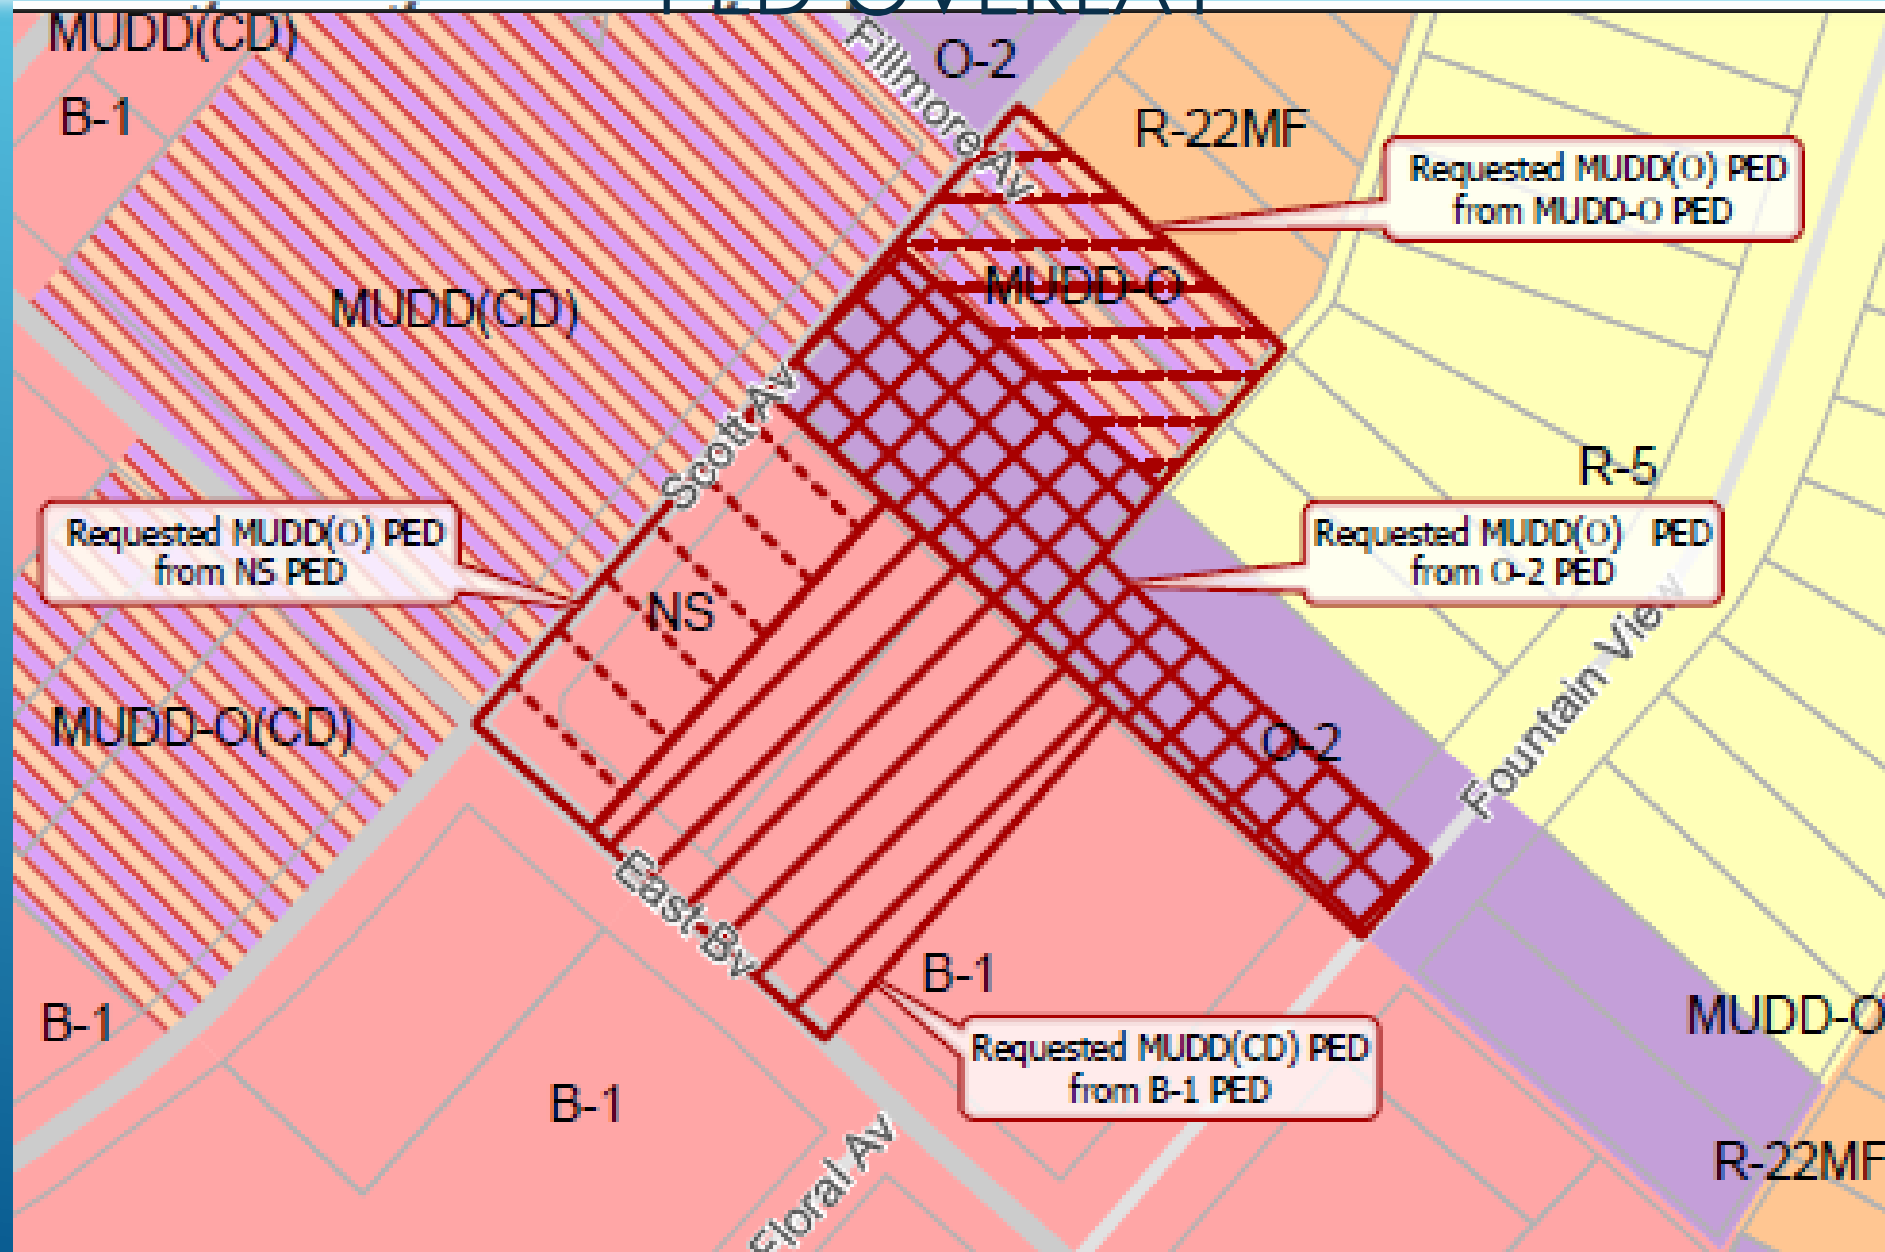 PED OVERLAY
MUDD(CD)
B-1
Fillmore Av
O-2
R-22MF
Requested MUDD(O) PED
from MUDD-O PED
MUDD(CD)
MUDD-O
Scott Av
R-5
Requested MUDD(O) PED
from NS PED
NS
Requested MUDD(O) PED
from O-2 PED
MUDD-O(CD)
O-2
Fountain View
East Bv
B-1
B-1
MUDD-O
Requested MUDD(CD) PED
from B-1 PED
B-1
Floral Av
R-22MF